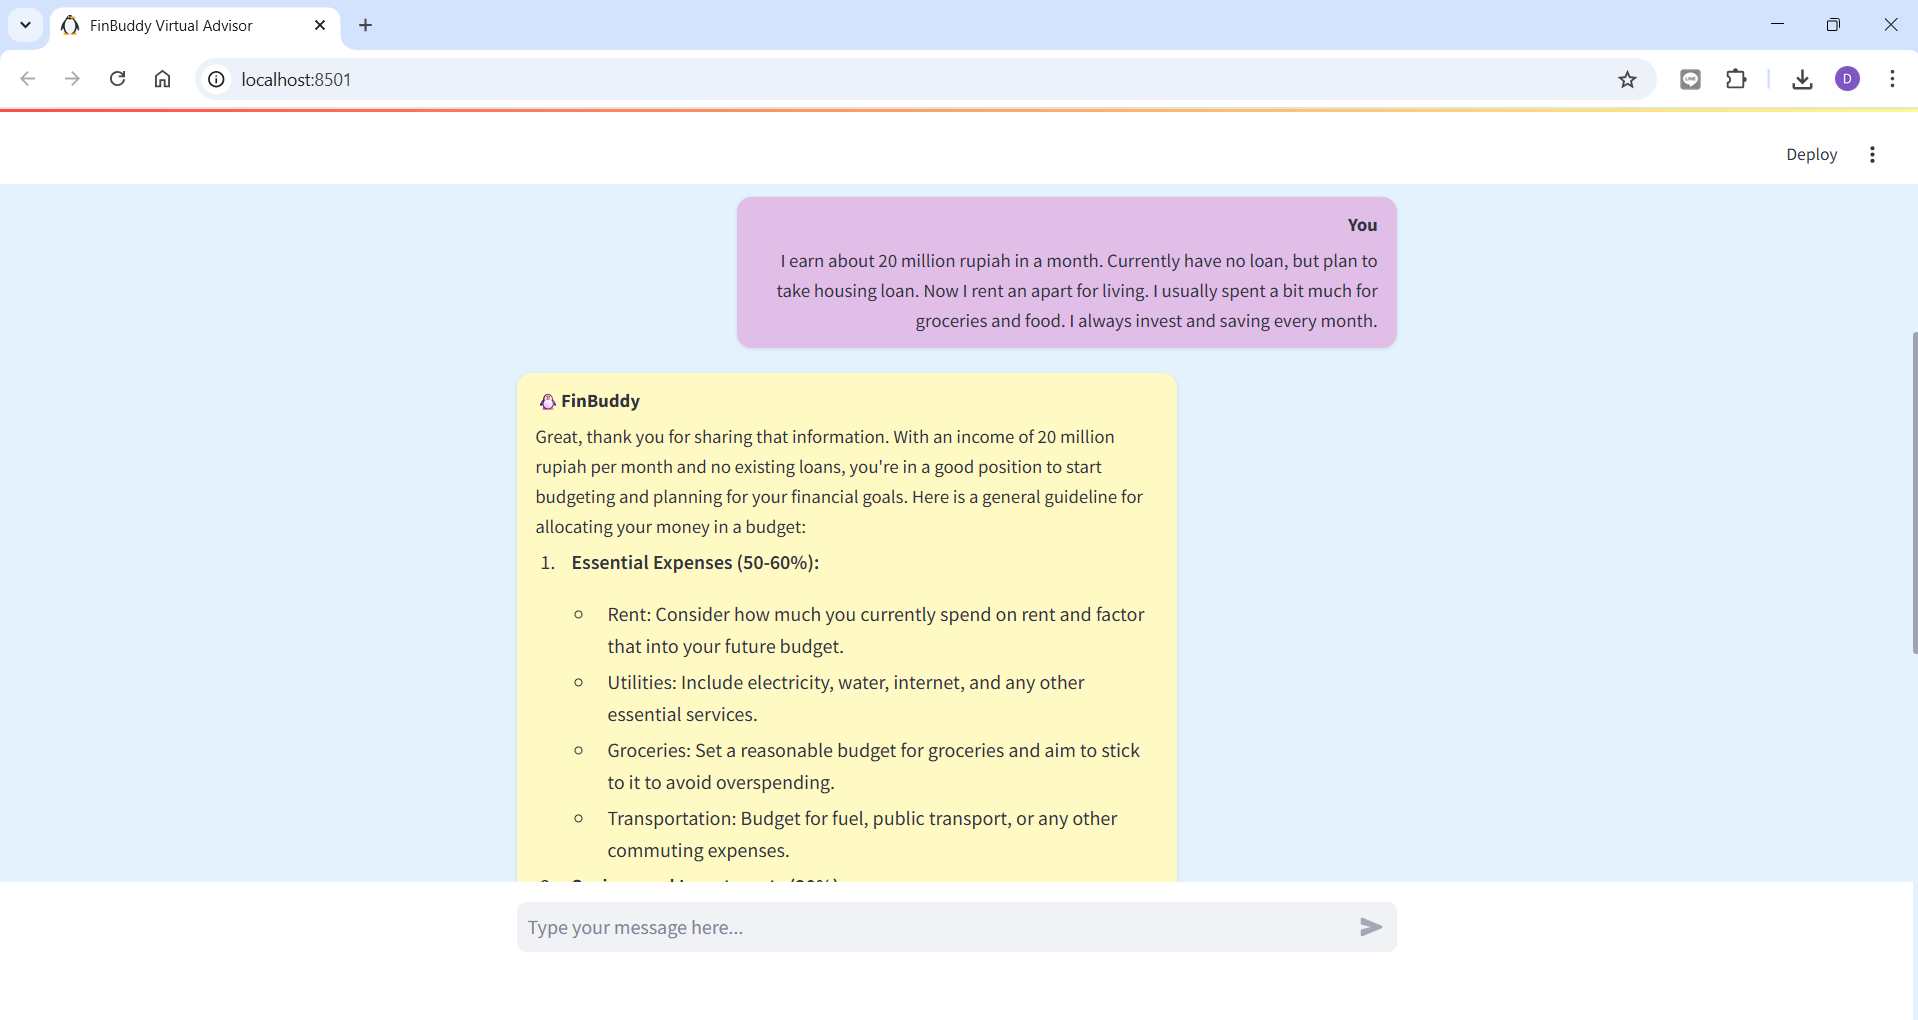 FinBuddy Virtual Advisor
localhost:8501
D
Deploy
You
I earn about 20 million rupiah in a month. Currently have no loan, but plan to
take housing loan. Now I rent an apart for living. I usually spent a bit much for
groceries and food. I always invest and saving every month.
FinBuddy
Great, thank you for sharing that information. With an income of 20 million
rupiah per month and no existing loans, you're in a good position to start
budgeting and planning for your financial goals. Here is a general guideline for
allocating your money in a budget:
1. Essential Expenses (50-60%):
Rent: Consider how much you currently spend on rent and factor
that into your future budget.
Utilities: Include electricity, water, internet, and any other
essential services.
Groceries: Set a reasonable budget for groceries and aim to stick
to it to avoid overspending.
Transportation: Budget for fuel, public transport, or any other
commuting expenses.
Type your message here...